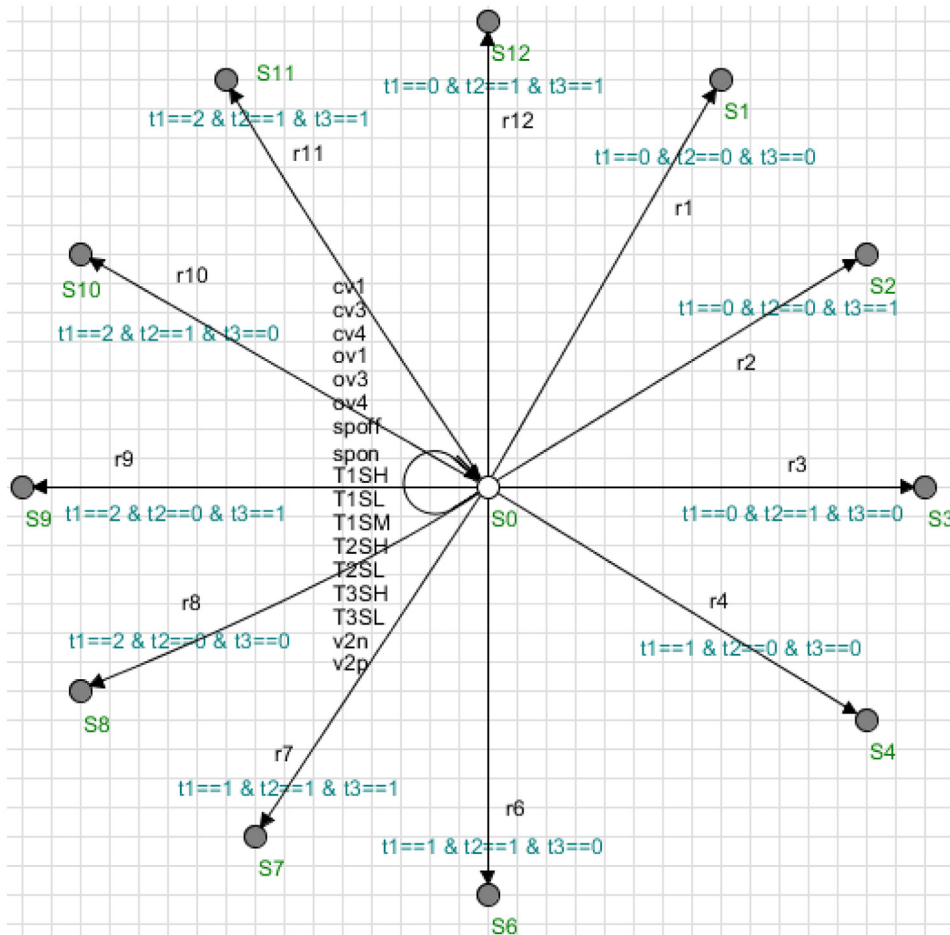 S12
S11
t1==0 & t2==1 & t3==1
S1
t1==2 & t2==1 & t3==1
r12
r11
t1==0 & t2==0 & t3==0
r1
S2
r10
S10
cv1
t1==0 & t2==0 & t3==1
cv3
t1==2 & t2==1 & t3==0
cv4
ov1
r2
ov3
ov4
spoff
spon
r9
r3
T1SH
T1SL
S9
t1==2 & t2==0 & t3==1
S0
t1==0 & t2==1 & t3==0
S3
T1SM
T2SH
T2SL
T3SH
r8
r4
T3SL
t1==2 & t2==0 & t3==0
v2n
t1==1 & t2==0 & t3==0
v2p
S8
S4
r7
t1==1 & t2==1 & t3==1
r6
t1==1 & t2==1 & t3==0
S7
S6